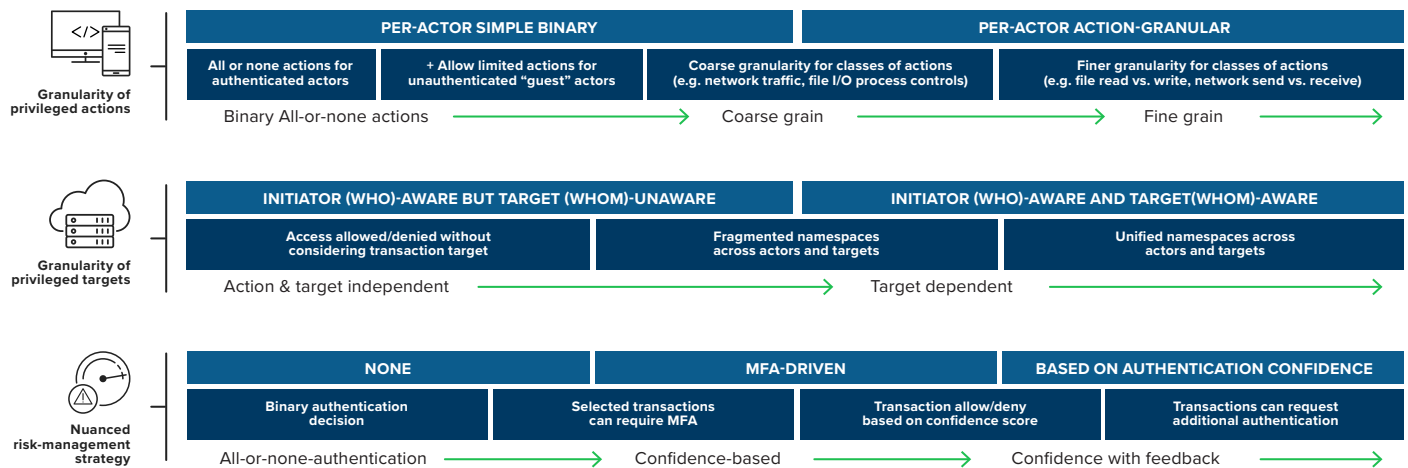 </>
Granularity of
privileged actions
PER-ACTOR SIMPLE BINARY
PER-ACTOR ACTION-GRANULAR
All or none actions for
authenticated actors
+ Allow limited actions for
unauthenticated “guest” actors
Coarse granularity for classes of actions
(e.g. network traffic, file I/O process controls)
Finer granularity for classes of actions
(e.g. file read vs. write, network send vs. receive)
Binary All-or-none actions
Coarse grain
Fine grain
Granularity of
privileged targets
INITIATOR (WHO)-AWARE BUT TARGET (WHOM)-UNAWARE
INITIATOR (WHO)-AWARE AND TARGET(WHOM)-AWARE
Access allowed/denied without
considering transaction target
Fragmented namespaces
across actors and targets
Unified namespaces across
actors and targets
Action & target independent
Target dependent
Nuanced
risk-management
strategy
NONE
MFA-DRIVEN
BASED ON AUTHENTICATION CONFIDENCE
Binary authentication
decision
Selected transactions
can require MFA
Transaction allow/deny
based on confidence score
Transactions can request
additional authentication
All-or-none-authentication
Confidence-based
Confidence with feedback